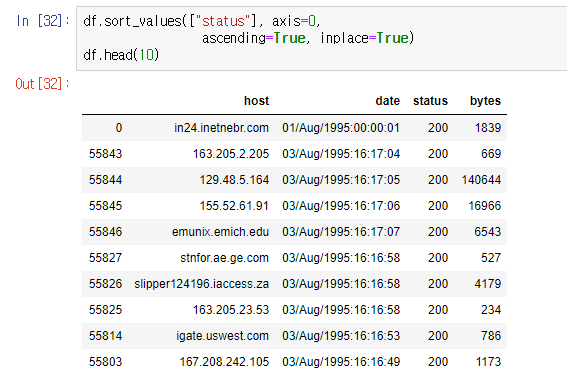 In [32]: df.sort_values(["status"], axis=0,
ascending=True, inplace=True)
df.head(10)
Out[32]:
host date status bytes
0 in24.inetnebr.com 01/Aug/1995:00:00:01 200 1839
55843 163.205.2.205 03/Aug/1995:16:17:04 200 669
55844 129.48.5.164 03/Aug/1995:16:17:05 200 140644
55845 155.52.61.91 03/Aug/1995:16:17:06 200 16966
55846 emunix.emich.edu 03/Aug/1995:16:17:07 200 6543
55827 stnfor.ae.ge.com 03/Aug/1995:16:16:58 200 527
55826 slipper124196.iaccess.za 03/Aug/1995:16:16:58 200 4179
55825 163.205.23.53 03/Aug/1995:16:16:58 200 234
55814 igate.uswest.com 03/Aug/1995:16:16:53 200 786
55803 167.208.242.105 03/Aug/1995:16:16:49 200 1173